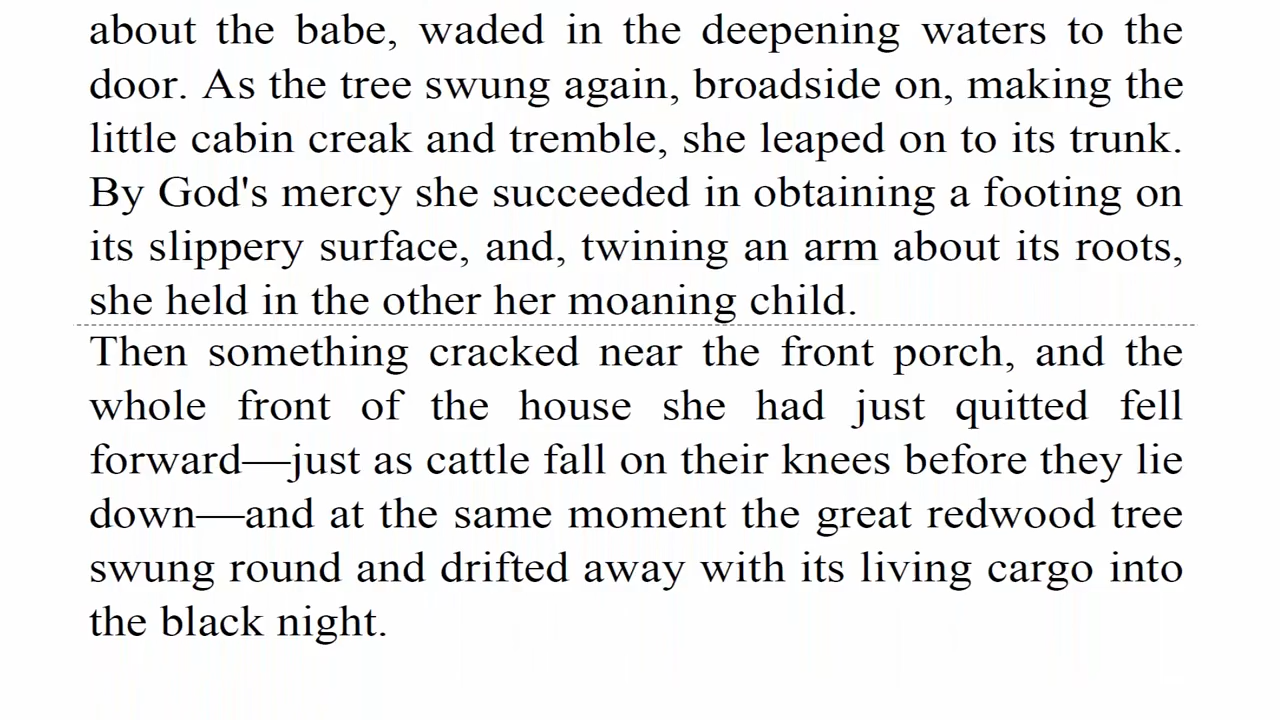 about the babe, waded in the deepening waters to the
door. As the tree swung again, broadside on, making the
little cabin creak and tremble, she leaped on to its trunk.
By God's mercy she succeeded in obtaining a footing on
its slippery surface, and, twining an arm about its roots,
she held in the other her moaning child.
Then something cracked near the front porch, and the
whole front of the house she had just quitted fell
forward—just as cattle fall on their knees before they lie
down—and at the same moment the great redwood tree
swung round and drifted away with its living cargo into
the black night.